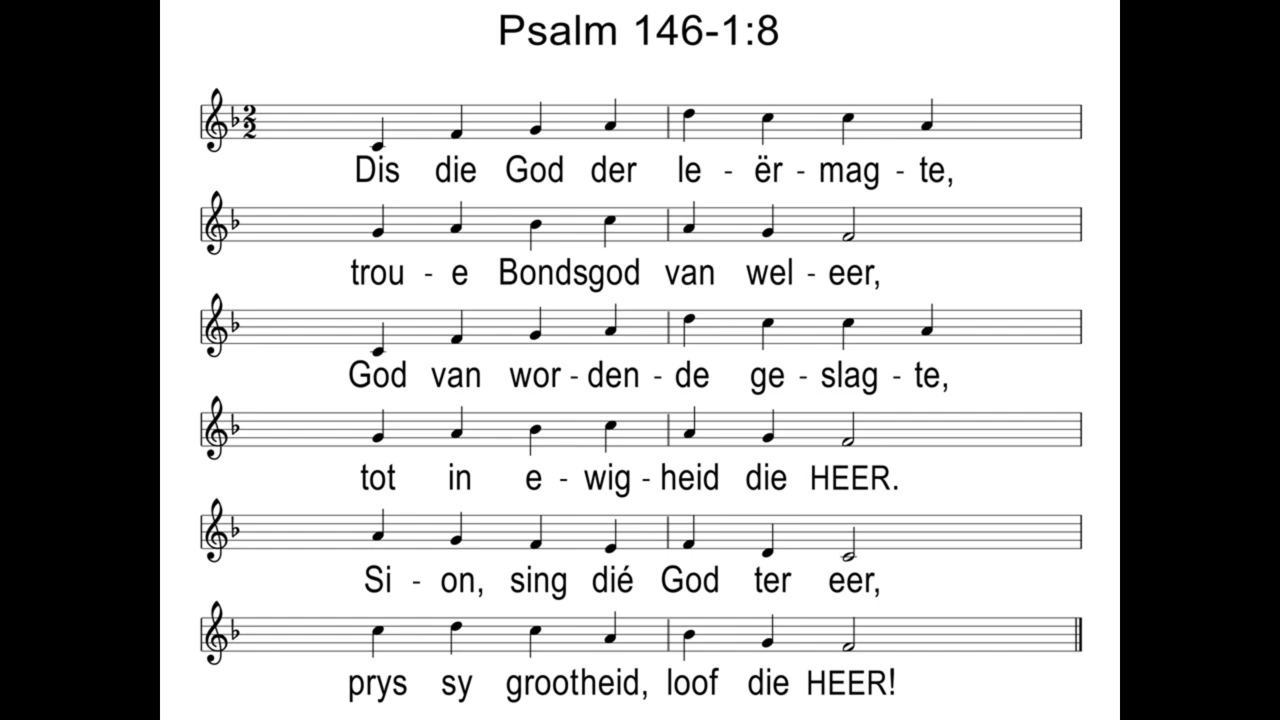 Psalm 146-1:8
2
2
Dis die God der le - ër - mag - te,
trou - e Bondsgod van wel - eer,
God van wor - den - de ge - slag - te,
tot in e - wig - heid die HEER.
Si - on, sing dié God ter eer,
prys sy grootheid, loof die HEER!